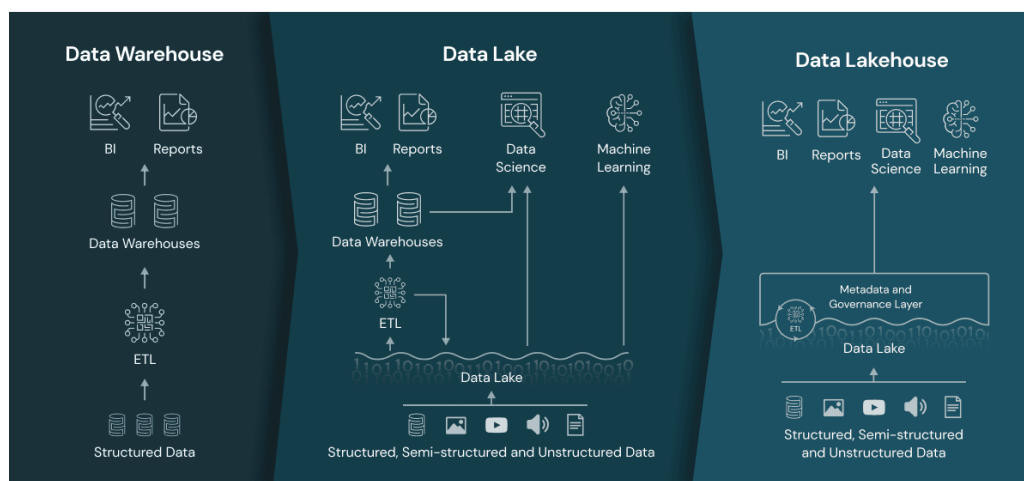 Data Warehouse
BI
Reports
Data Warehouses
ETL
Structured Data
Data Lake
BI
Reports
Data
Science
Machine
Learning
Data Warehouses
ETL
Data Lake
Structured, Semi-structured and Unstructured Data
Data Lakehouse
BI
Reports
Data
Science
Machine
Learning
Metadata and
Governance Layer
ETL
Data Lake
Structured, Semi-structured
and Unstructured Data